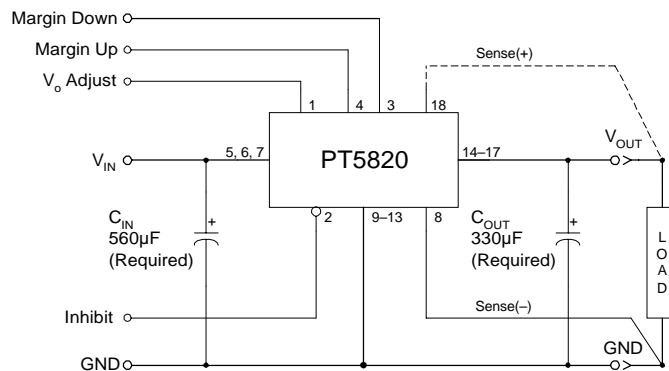 Margin Down
Margin Up
Vo Adjust
Sense(+)
1
4
3
18
VOUT
VIN
5, 6, 7
PT5820
14–17
2
9–13
8
CIN
560µF
(Required)
+
COUT
330µF
(Required)
+
LOAD
Inhibit
Sense(–)
GND
GND